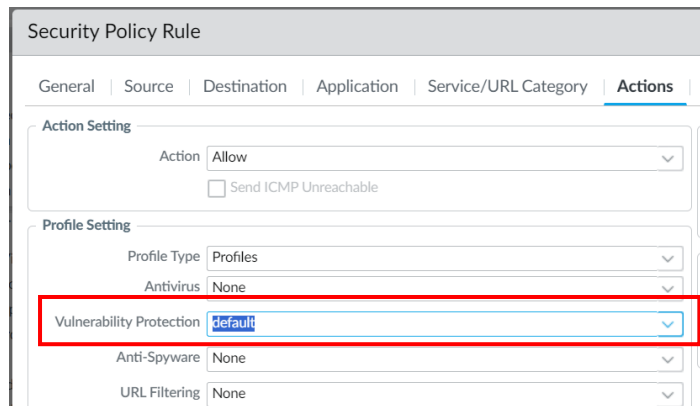 Security Policy Rule
General Source Destination Application Service/URL Category Actions
Action Setting
Action Allow
Send ICMP Unreachable
Profile Setting
Profile Type Profiles
Antivirus None
Vulnerability Protection default
Anti-Spyware None
URL Filtering None